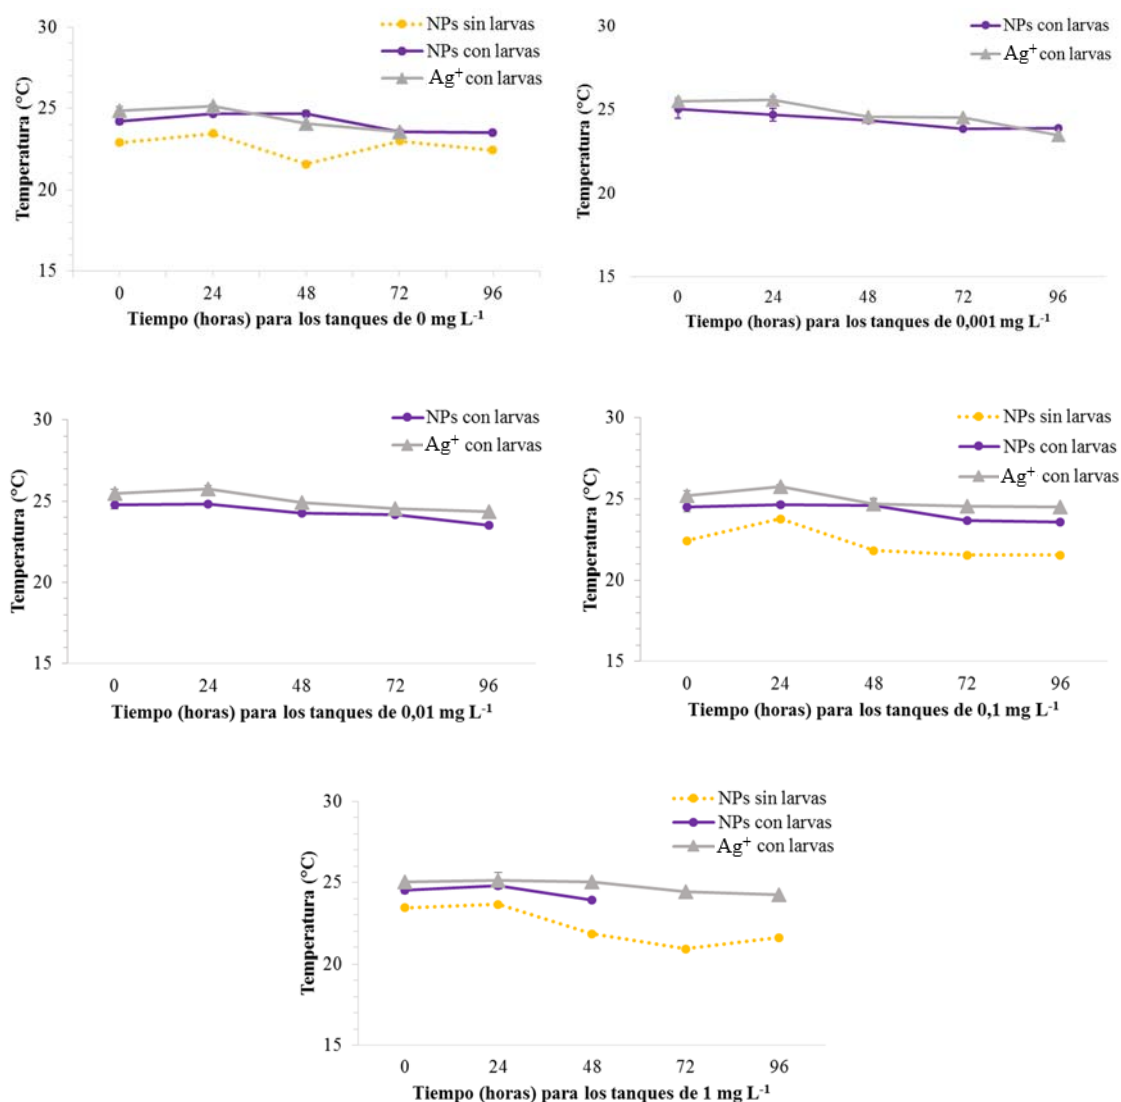 NPs sin larvas
NPs con larvas
Ag⁺ con larvas
Temperatura (°C)
30
25
20
15
0 24 48 72 96
Tiempo (horas) para los tanques de 0 mg L⁻¹
NPs con larvas
Ag⁺ con larvas
Temperatura (°C)
30
25
20
15
0 24 48 72 96
Tiempo (horas) para los tanques de 0,001 mg L⁻¹
NPs con larvas
Ag⁺ con larvas
Temperatura (°C)
30
25
20
15
0 24 48 72 96
Tiempo (horas) para los tanques de 0,01 mg L⁻¹
NPs sin larvas
NPs con larvas
Ag⁺ con larvas
Temperatura (°C)
30
25
20
15
0 24 48 72 96
Tiempo (horas) para los tanques de 0,1 mg L⁻¹
NPs sin larvas
NPs con larvas
Ag⁺ con larvas
Temperatura (°C)
30
25
20
15
0 24 48 72 96
Tiempo (horas) para los tanques de 1 mg L⁻¹